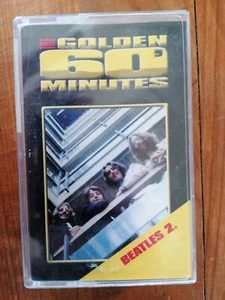 GOLDEN
60
MINUTES
BEATLES 2.